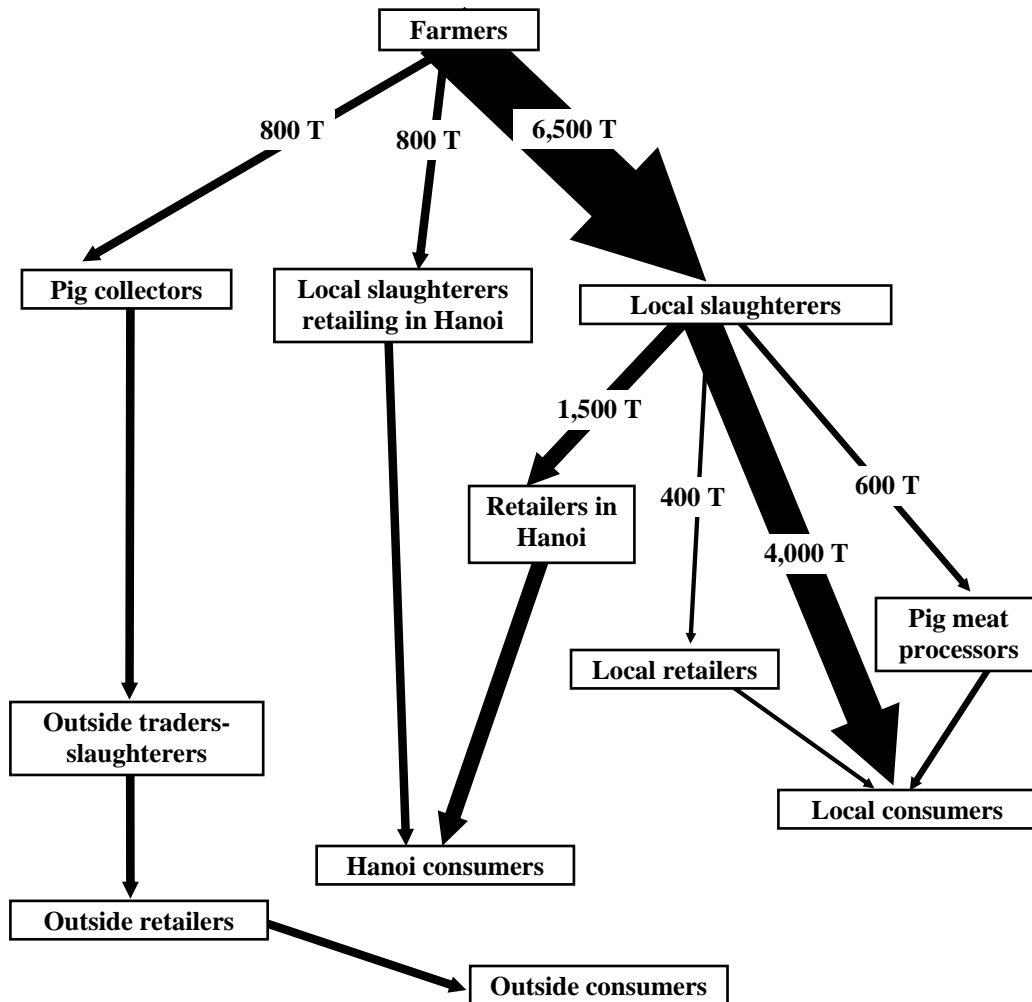 Farmers
800 T
800 T
6,500 T
Pig collectors
Local slaughterers
retailing in Hanoi
Local slaughterers
1,500 T
400 T
600 T
4,000 T
Retailers in
Hanoi
Pig meat
processors
Local retailers
Outside traders-
slaughterers
Local consumers
Hanoi consumers
Outside retailers
Outside consumers